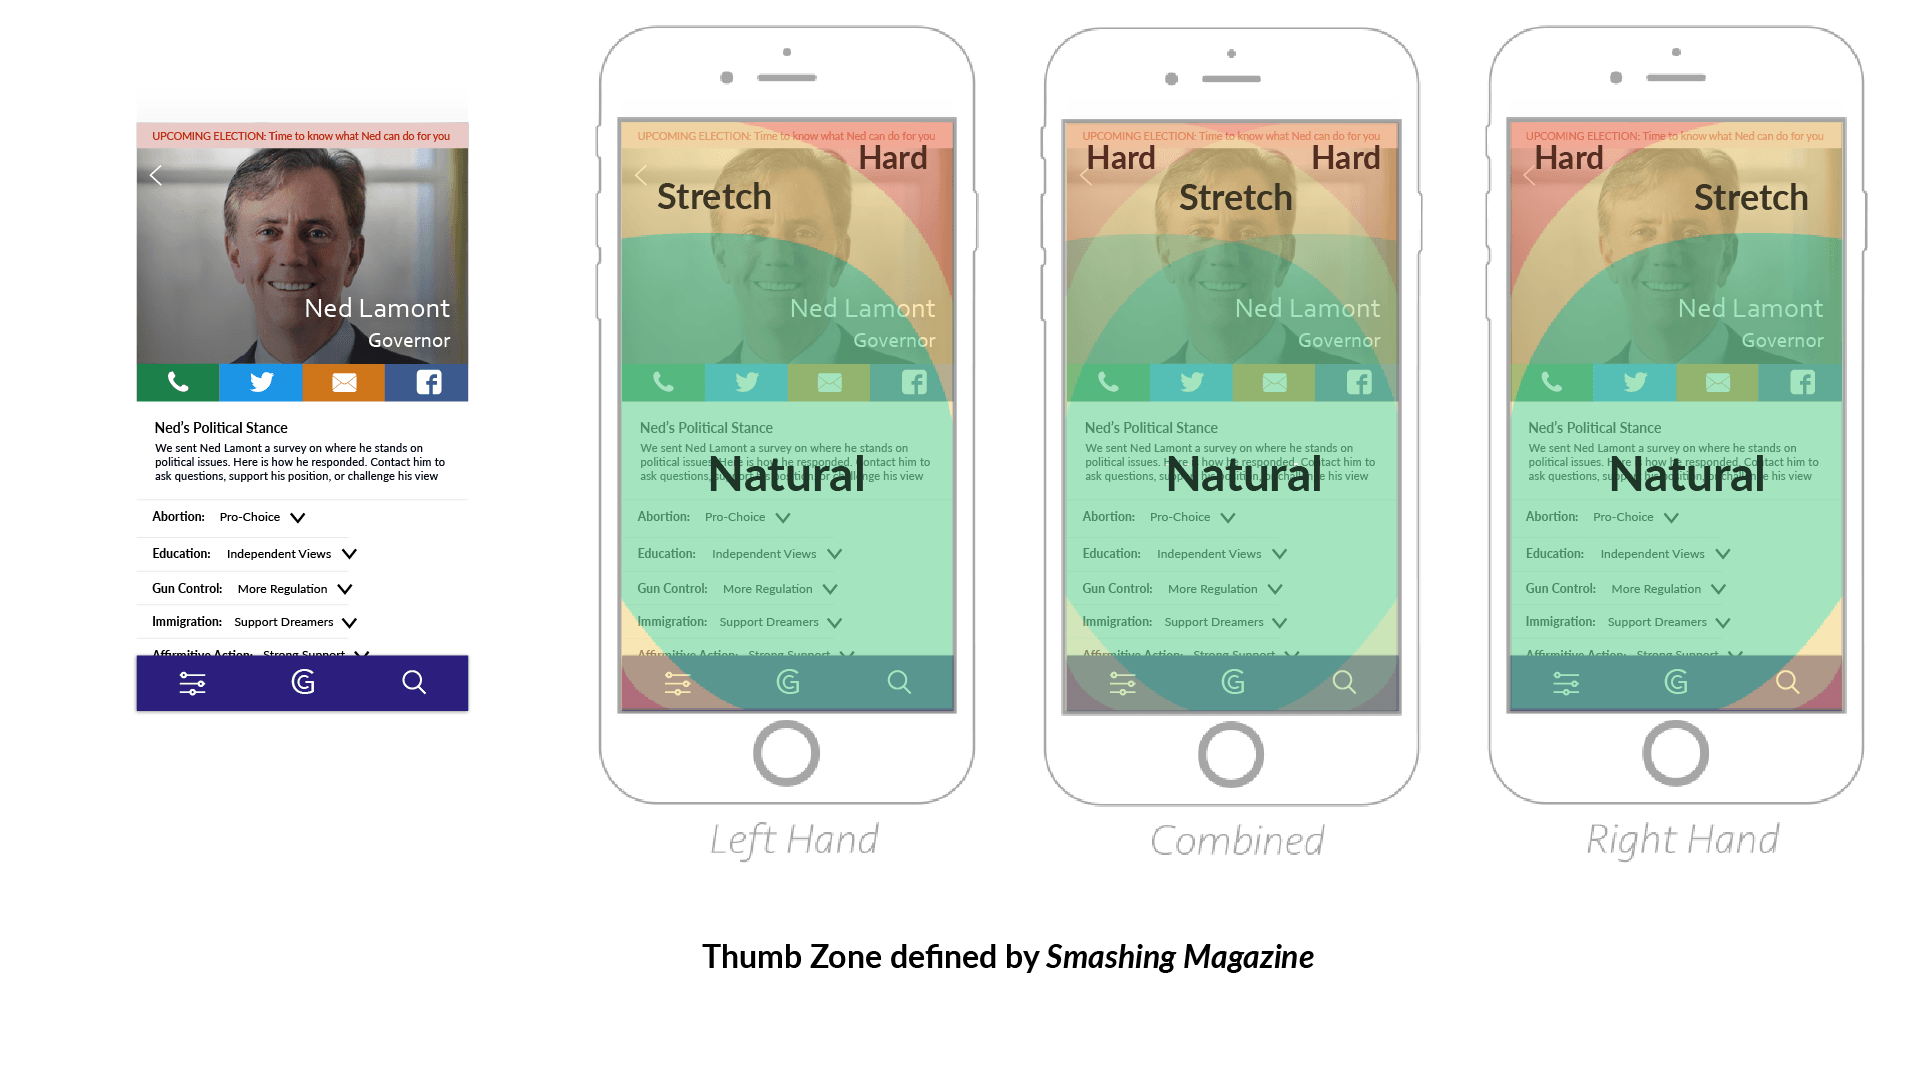 UPCOMING ELECTION: Time to know what Ned can do for you
Ned Lamont
Governor
Ned's Political Stance
We sent Ned Lamont a survey on where he stands on
political issues. Here is how he responded. Contact him to
ask questions, support his position, or challenge his view
Abortion: Pro-Choice
Education: Independent Views
Gun Control: More Regulation
Immigration: Support Dreamers
Affirmitive Action: Strong Support
UPCOMING ELECTION: Time to know what Ned can do for you
Hard
Stretch
Ned Lamont
Governor
Ned's Political Stance
We sent Ned Lamont a survey on where he stands on
political issues. Here is how he responded. Contact him to
Natural
ask questions, support his position, or challenge his view
Abortion: Pro-Choice
Education: Independent Views
Gun Control: More Regulation
Immigration: Support Dreamers
Affirmitive Action: Strong Support
Left Hand
UPCOMING ELECTION: Time to know what Ned can do for you
Hard Hard
Stretch
Ned Lamont
Governor
Ned's Political Stance
We sent Ned Lamont a survey on where he stands on
political issues. Here is how he responded. Contact him to
Natural
ask questions, support his position, or challenge his view
Abortion: Pro-Choice
Education: Independent Views
Gun Control: More Regulation
Immigration: Support Dreamers
Affirmitive Action: Strong Support
Combined
UPCOMING ELECTION: Time to know what Ned can do for you
Hard
Stretch
Ned Lamont
Governor
Ned's Political Stance
We sent Ned Lamont a survey on where he stands on
political issues. Here is how he responded. Contact him to
Natural
ask questions, support his position, or challenge his view
Abortion: Pro-Choice
Education: Independent Views
Gun Control: More Regulation
Immigration: Support Dreamers
Affirmitive Action: Strong Support
Right Hand
Thumb Zone defined by Smashing Magazine